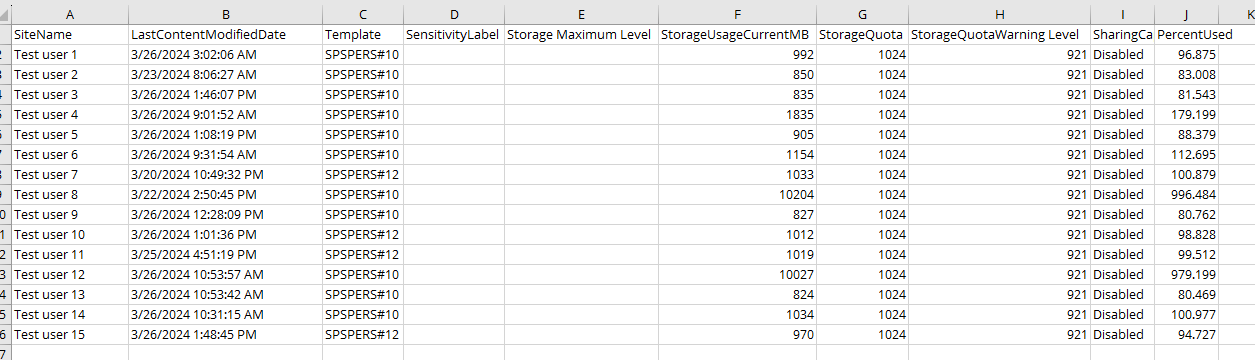 A B C D E F G H I J K
SiteName LastContentModifiedDate Template SensitivityLabel Storage Maximum Level StorageUsageCurrentMB StorageQuota StorageQuotaWarning Level SharingCa PercentUsed
2 Test user 1 3/26/2024 3:02:06 AM SPSPERS#10 992 1024 921 Disabled 96.875
3 Test user 2 3/23/2024 8:06:27 AM SPSPERS#10 850 1024 921 Disabled 83.008
4 Test user 3 3/26/2024 1:46:07 PM SPSPERS#10 835 1024 921 Disabled 81.543
5 Test user 4 3/26/2024 9:01:52 AM SPSPERS#10 1835 1024 921 Disabled 179.199
6 Test user 5 3/26/2024 1:08:19 PM SPSPERS#10 905 1024 921 Disabled 88.379
7 Test user 6 3/26/2024 9:31:54 AM SPSPERS#10 1154 1024 921 Disabled 112.695
8 Test user 7 3/20/2024 10:49:32 PM SPSPERS#12 1033 1024 921 Disabled 100.879
9 Test user 8 3/22/2024 2:50:45 PM SPSPERS#10 10204 1024 921 Disabled 996.484
0 Test user 9 3/26/2024 12:28:09 PM SPSPERS#10 827 1024 921 Disabled 80.762
1 Test user 10 3/26/2024 1:01:36 PM SPSPERS#12 1012 1024 921 Disabled 98.828
2 Test user 11 3/25/2024 4:51:19 PM SPSPERS#12 1019 1024 921 Disabled 99.512
3 Test user 12 3/26/2024 10:53:57 AM SPSPERS#10 10027 1024 921 Disabled 979.199
4 Test user 13 3/26/2024 10:53:42 AM SPSPERS#10 824 1024 921 Disabled 80.469
5 Test user 14 3/26/2024 10:31:15 AM SPSPERS#10 1034 1024 921 Disabled 100.977
6 Test user 15 3/26/2024 1:48:45 PM SPSPERS#12 970 1024 921 Disabled 94.727
7